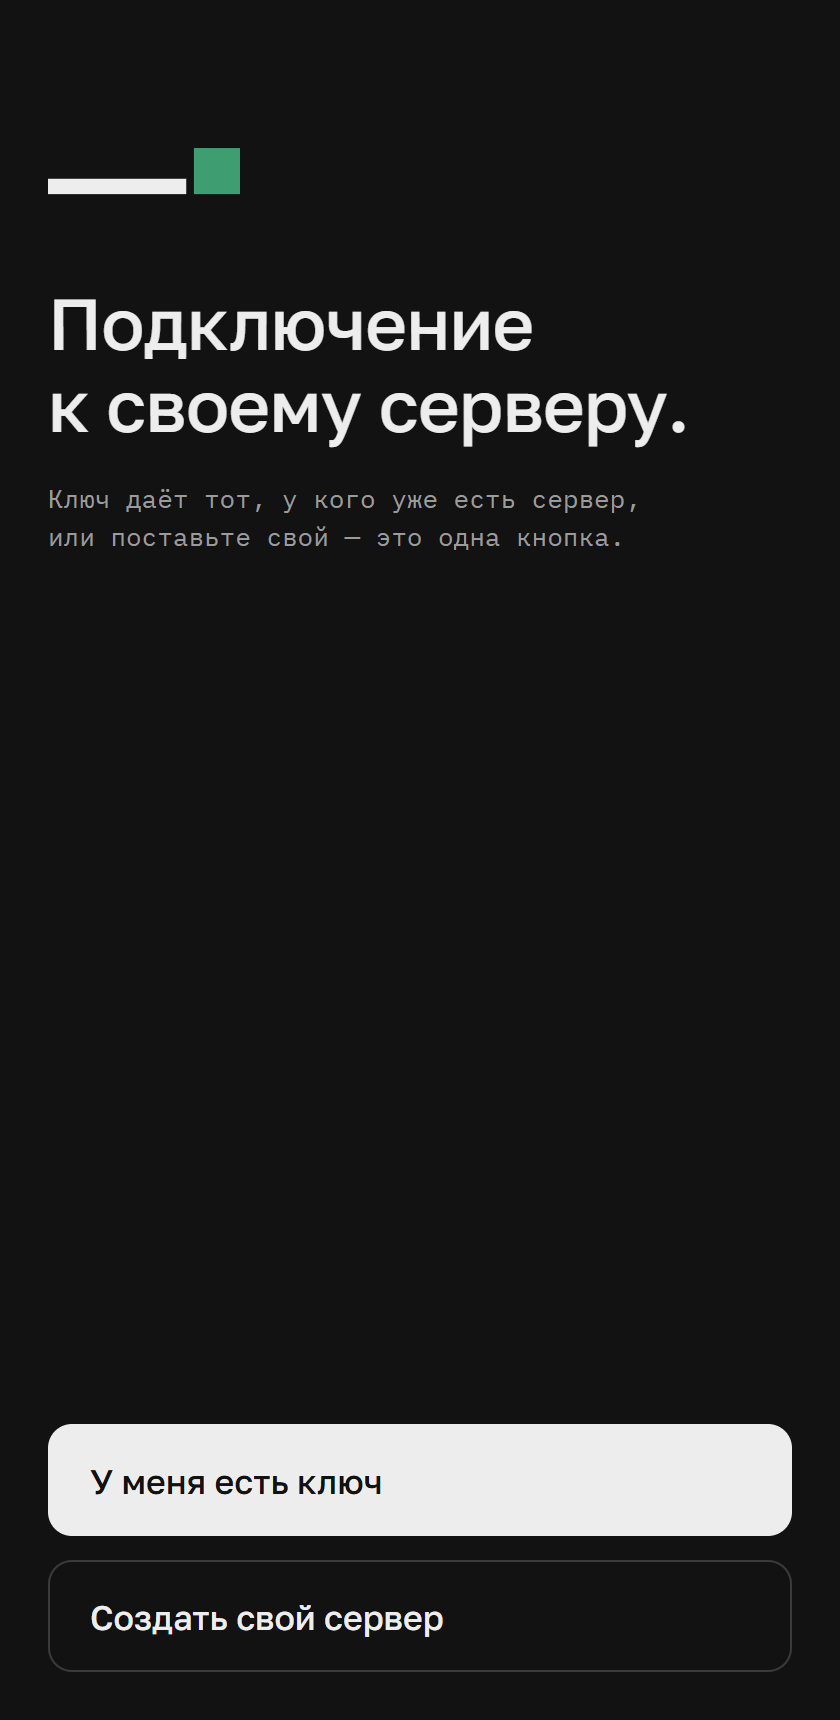 Подключение
к своему серверу.
Ключ даёт тот, у кого уже есть сервер,
или поставьте свой — это одна кнопка.
У меня есть ключ
Создать свой сервер